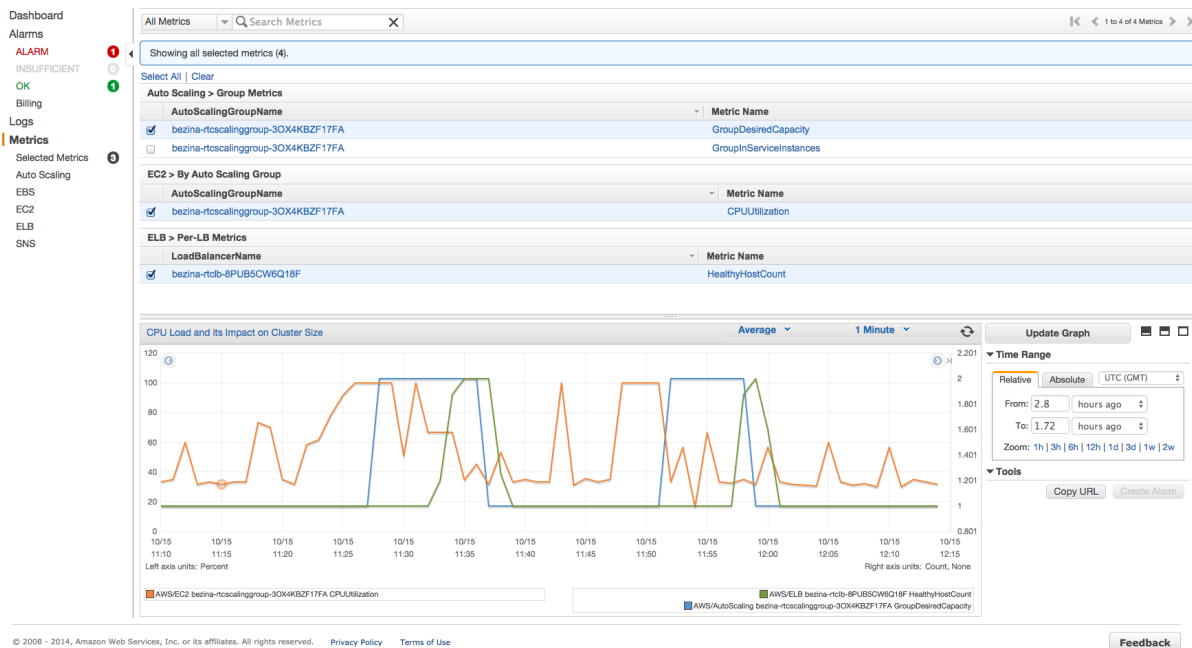 Dashboard
Alarms
ALARM 1
INSUFFICIENT 0
OK 1
Billing
Logs
Metrics
Selected Metrics 3
Auto Scaling
EBS
EC2
ELB
SNS
All Metrics Search Metrics
1 to 4 of 4 Metrics
Showing all selected metrics (4).
Select All | Clear
Auto Scaling > Group Metrics
AutoScalingGroupName Metric Name
bezina-rtcscalinggroup-3OX4KBZF17FA GroupDesiredCapacity
bezina-rtcscalinggroup-3OX4KBZF17FA GroupInServiceInstances
EC2 > By Auto Scaling Group
AutoScalingGroupName Metric Name
bezina-rtcscalinggroup-3OX4KBZF17FA CPUUtilization
ELB > Per-LB Metrics
LoadBalancerName Metric Name
bezina-rtclb-8PUB5CW6Q18F HealthyHostCount
CPU Load and its Impact on Cluster Size Average 1 Minute
120 2.201
100 2
80 1.801
1.601
60 1.401
40 1.201
20 1
0 0.801
10/15 10/15 10/15 10/15 10/15 10/15 10/15 10/15 10/15 10/15 10/15 10/15 10/15 10/15
11:10 11:15 11:20 11:25 11:30 11:35 11:40 11:45 11:50 11:55 12:00 12:05 12:10 12:15
Left axis units: Percent Right axis units: Count, None
AWS/EC2 bezina-rtcscalinggroup-3OX4KBZF17FA CPUUtilization
AWS/ELB bezina-rtclb-8PUB5CW6Q18F HealthyHostCount
AWS/AutoScaling bezina-rtcscalinggroup-3OX4KBZF17FA GroupDesiredCapacity
Update Graph
Time Range
Relative Absolute UTC (GMT)
From: 2.8 hours ago
To: 1.72 hours ago
Zoom: 1h | 3h | 6h | 12h | 1d | 3d | 1w | 2w
Tools
Copy URL Create Alarm
© 2008 - 2014, Amazon Web Services, Inc. or its affiliates. All rights reserved. Privacy Policy Terms of Use
Feedback